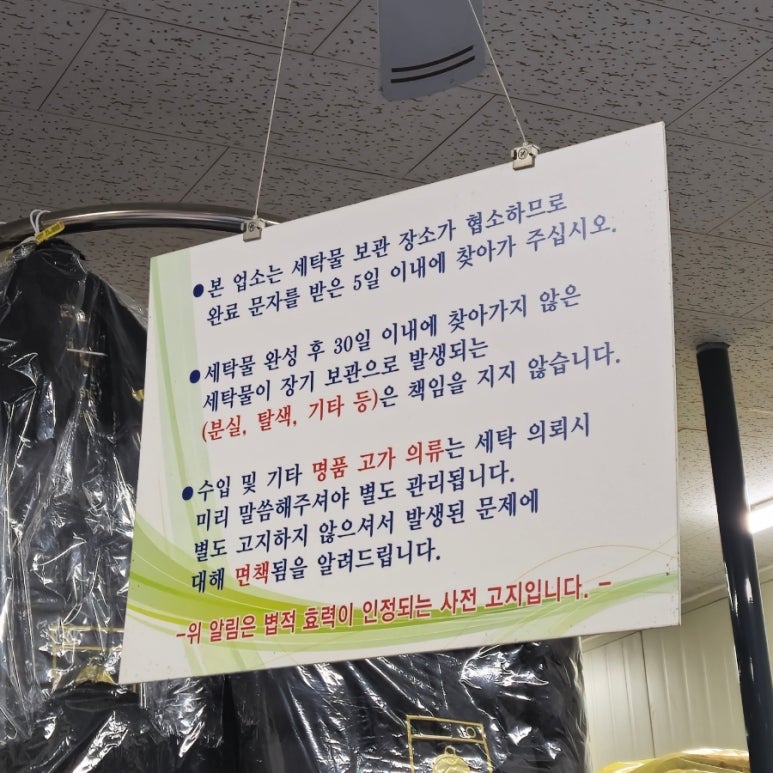 ● 본 업소는 세탁물 보관 장소가 협소하므로
완료 문자를 받은 5일 이내에 찾아가 주십시오.
● 세탁물 완성 후 30일 이내에 찾아가지 않은
세탁물이 장기 보관으로 발생되는
(분실, 탈색, 기타 등)은 책임을 지지 않습니다.
● 수입 및 기타 명품 고가 의류는 세탁 의뢰시
미리 말씀해주셔야 별도 관리됩니다.
별도 고지하지 않으셔서 발생된 문제에
대해 면책됨을 알려드립니다.
-위 알림은 볍적 효력이 인정되는 사전 고지입니다. -